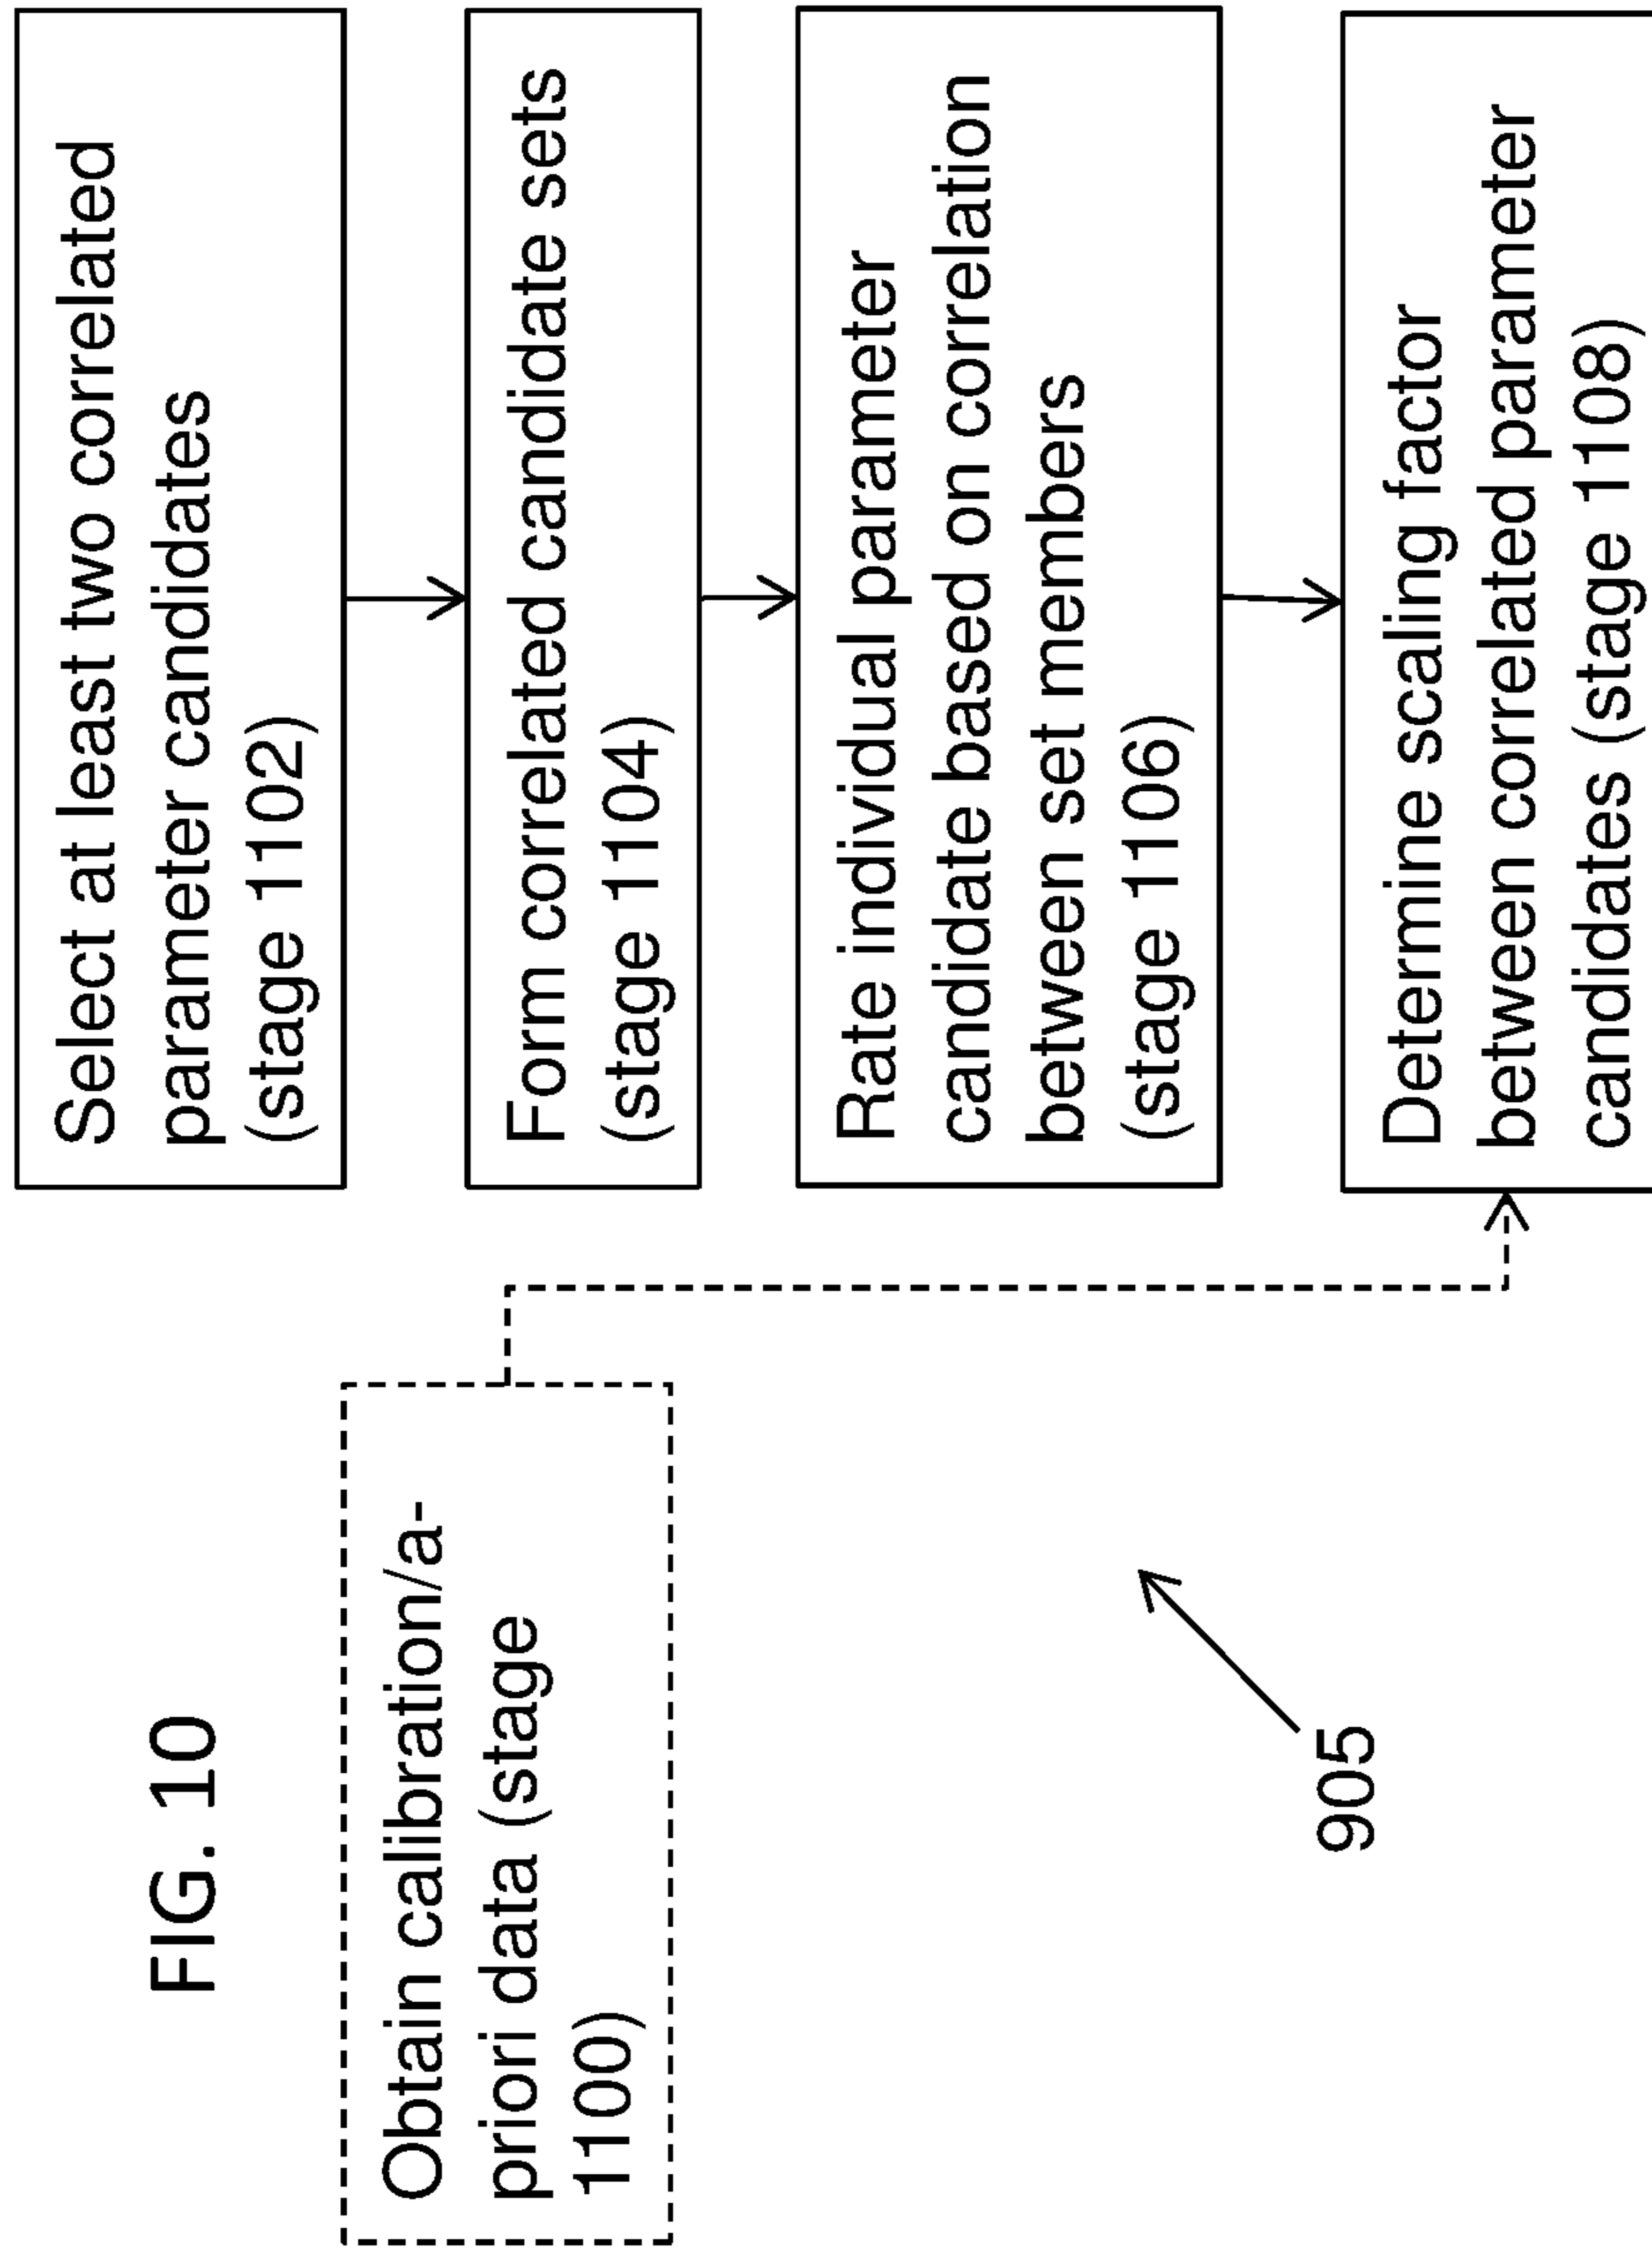 FIG. 10
Select at least two correlated
parameter candidates
(stage 1102)
Form correlated candidate sets
(stage 1104)
Rate individual parameter
candidate based on correlation
between set members
(stage 1106)
Determine scaling factor
between correlated parameter
candidates (stage 1108)
Obtain calibration/a-
priori data (stage
1100)
905